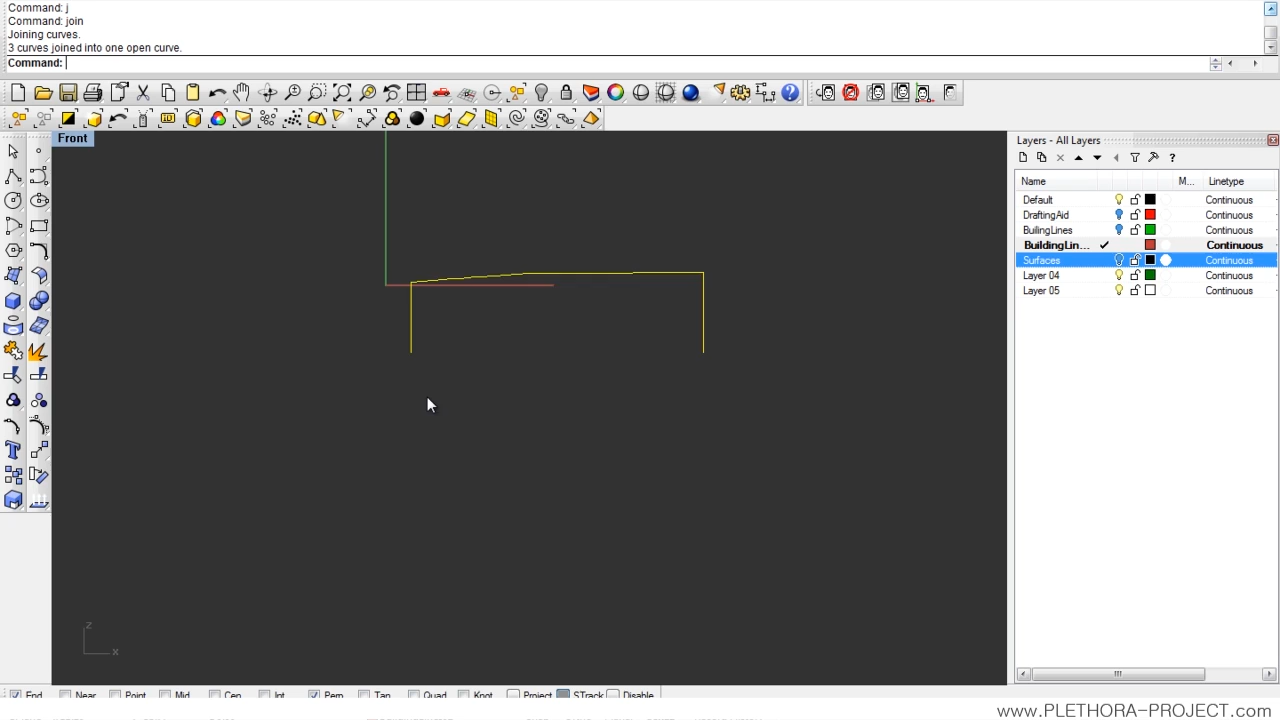 Command: j
Command: join
Joining curves.
3 curves joined into one open curve.
Command:
Front
Layers - All Layers
Name M... Linetype
Default Continuous
DraftingAid Continuous
BuilingLines Continuous
BuildingLin... Continuous
Surfaces Continuous
Layer 04 Continuous
Layer 05 Continuous
z
x
End Near Point Mid Cen Int Perp Tan Quad Knot Project STrack Disable
www.PLETHORA-PROJECT.com